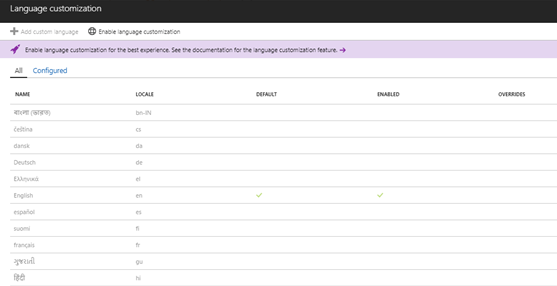 Language customization
Add custom language Enable language customization
Enable language customization for the best experience. See the documentation for the language customization feature. →
All Configured
NAME LOCALE DEFAULT ENABLED OVERRIDES
বাংলা (ভারত) bn-IN
čeština cs
dansk da
Deutsch de
Ελληνικά el
English en ✓ ✓
español es
suomi fi
français fr
ગુજરાતી gu
हिंदी hi